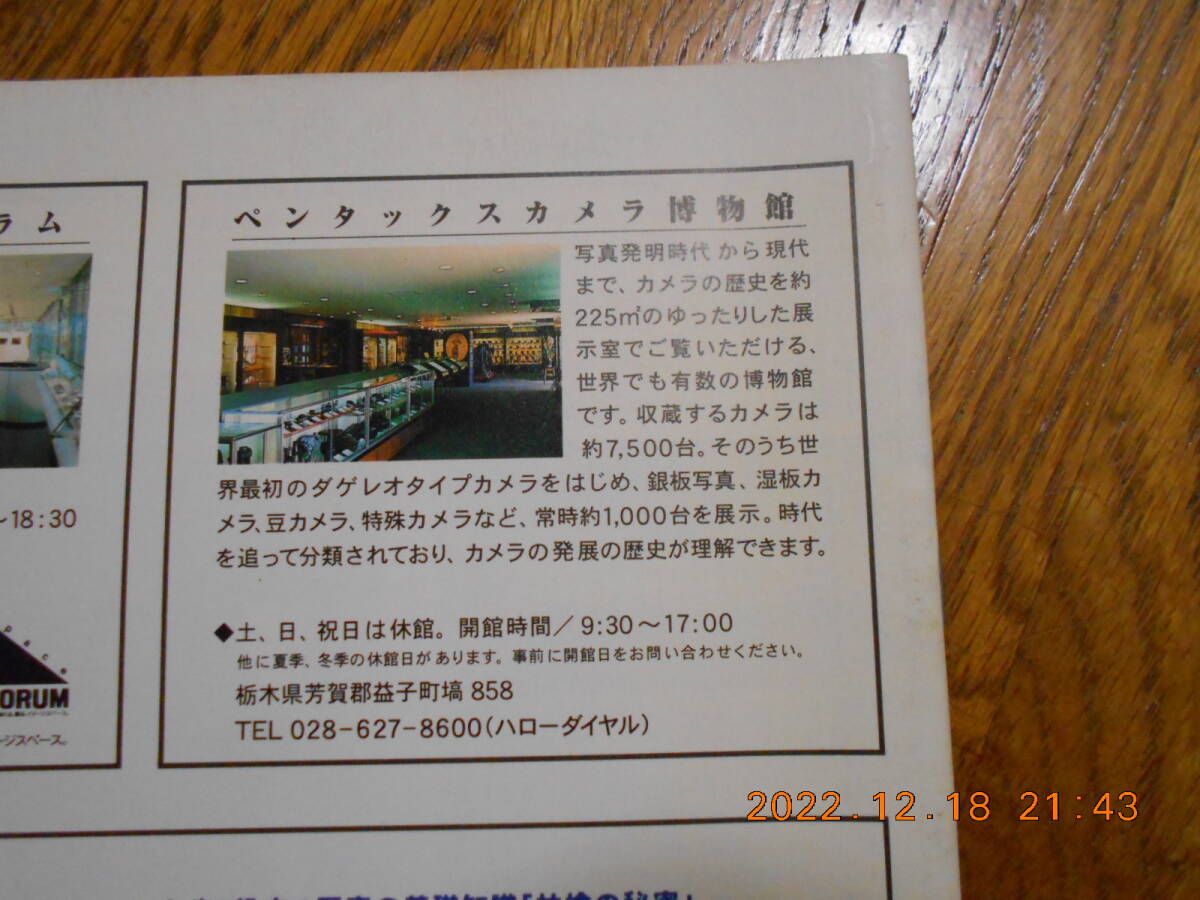 ラム
~18:30
ORUM
ージスペース。
ペンタックスカメラ博物館
写真発明時代から現代
まで、カメラの歴史を約
225㎡のゆったりした展
示室でご覧いただける、
世界でも有数の博物館
です。収蔵するカメラは
約7,500台。そのうち世
界最初のダゲレオタイプカメラをはじめ、銀板写真、湿板カ
メラ、豆カメラ、特殊カメラなど、常時約1,000台を展示。時代
を追って分類されており、カメラの発展の歴史が理解できます。
◆土、日、祝日は休館。開館時間/9:30~17:00
他に夏季、冬季の休館日があります。事前に開館日をお問い合わせください。
栃木県芳賀郡益子町塙858
TEL 028-627-8600(ハローダイヤル)
2022.12.18 21:43